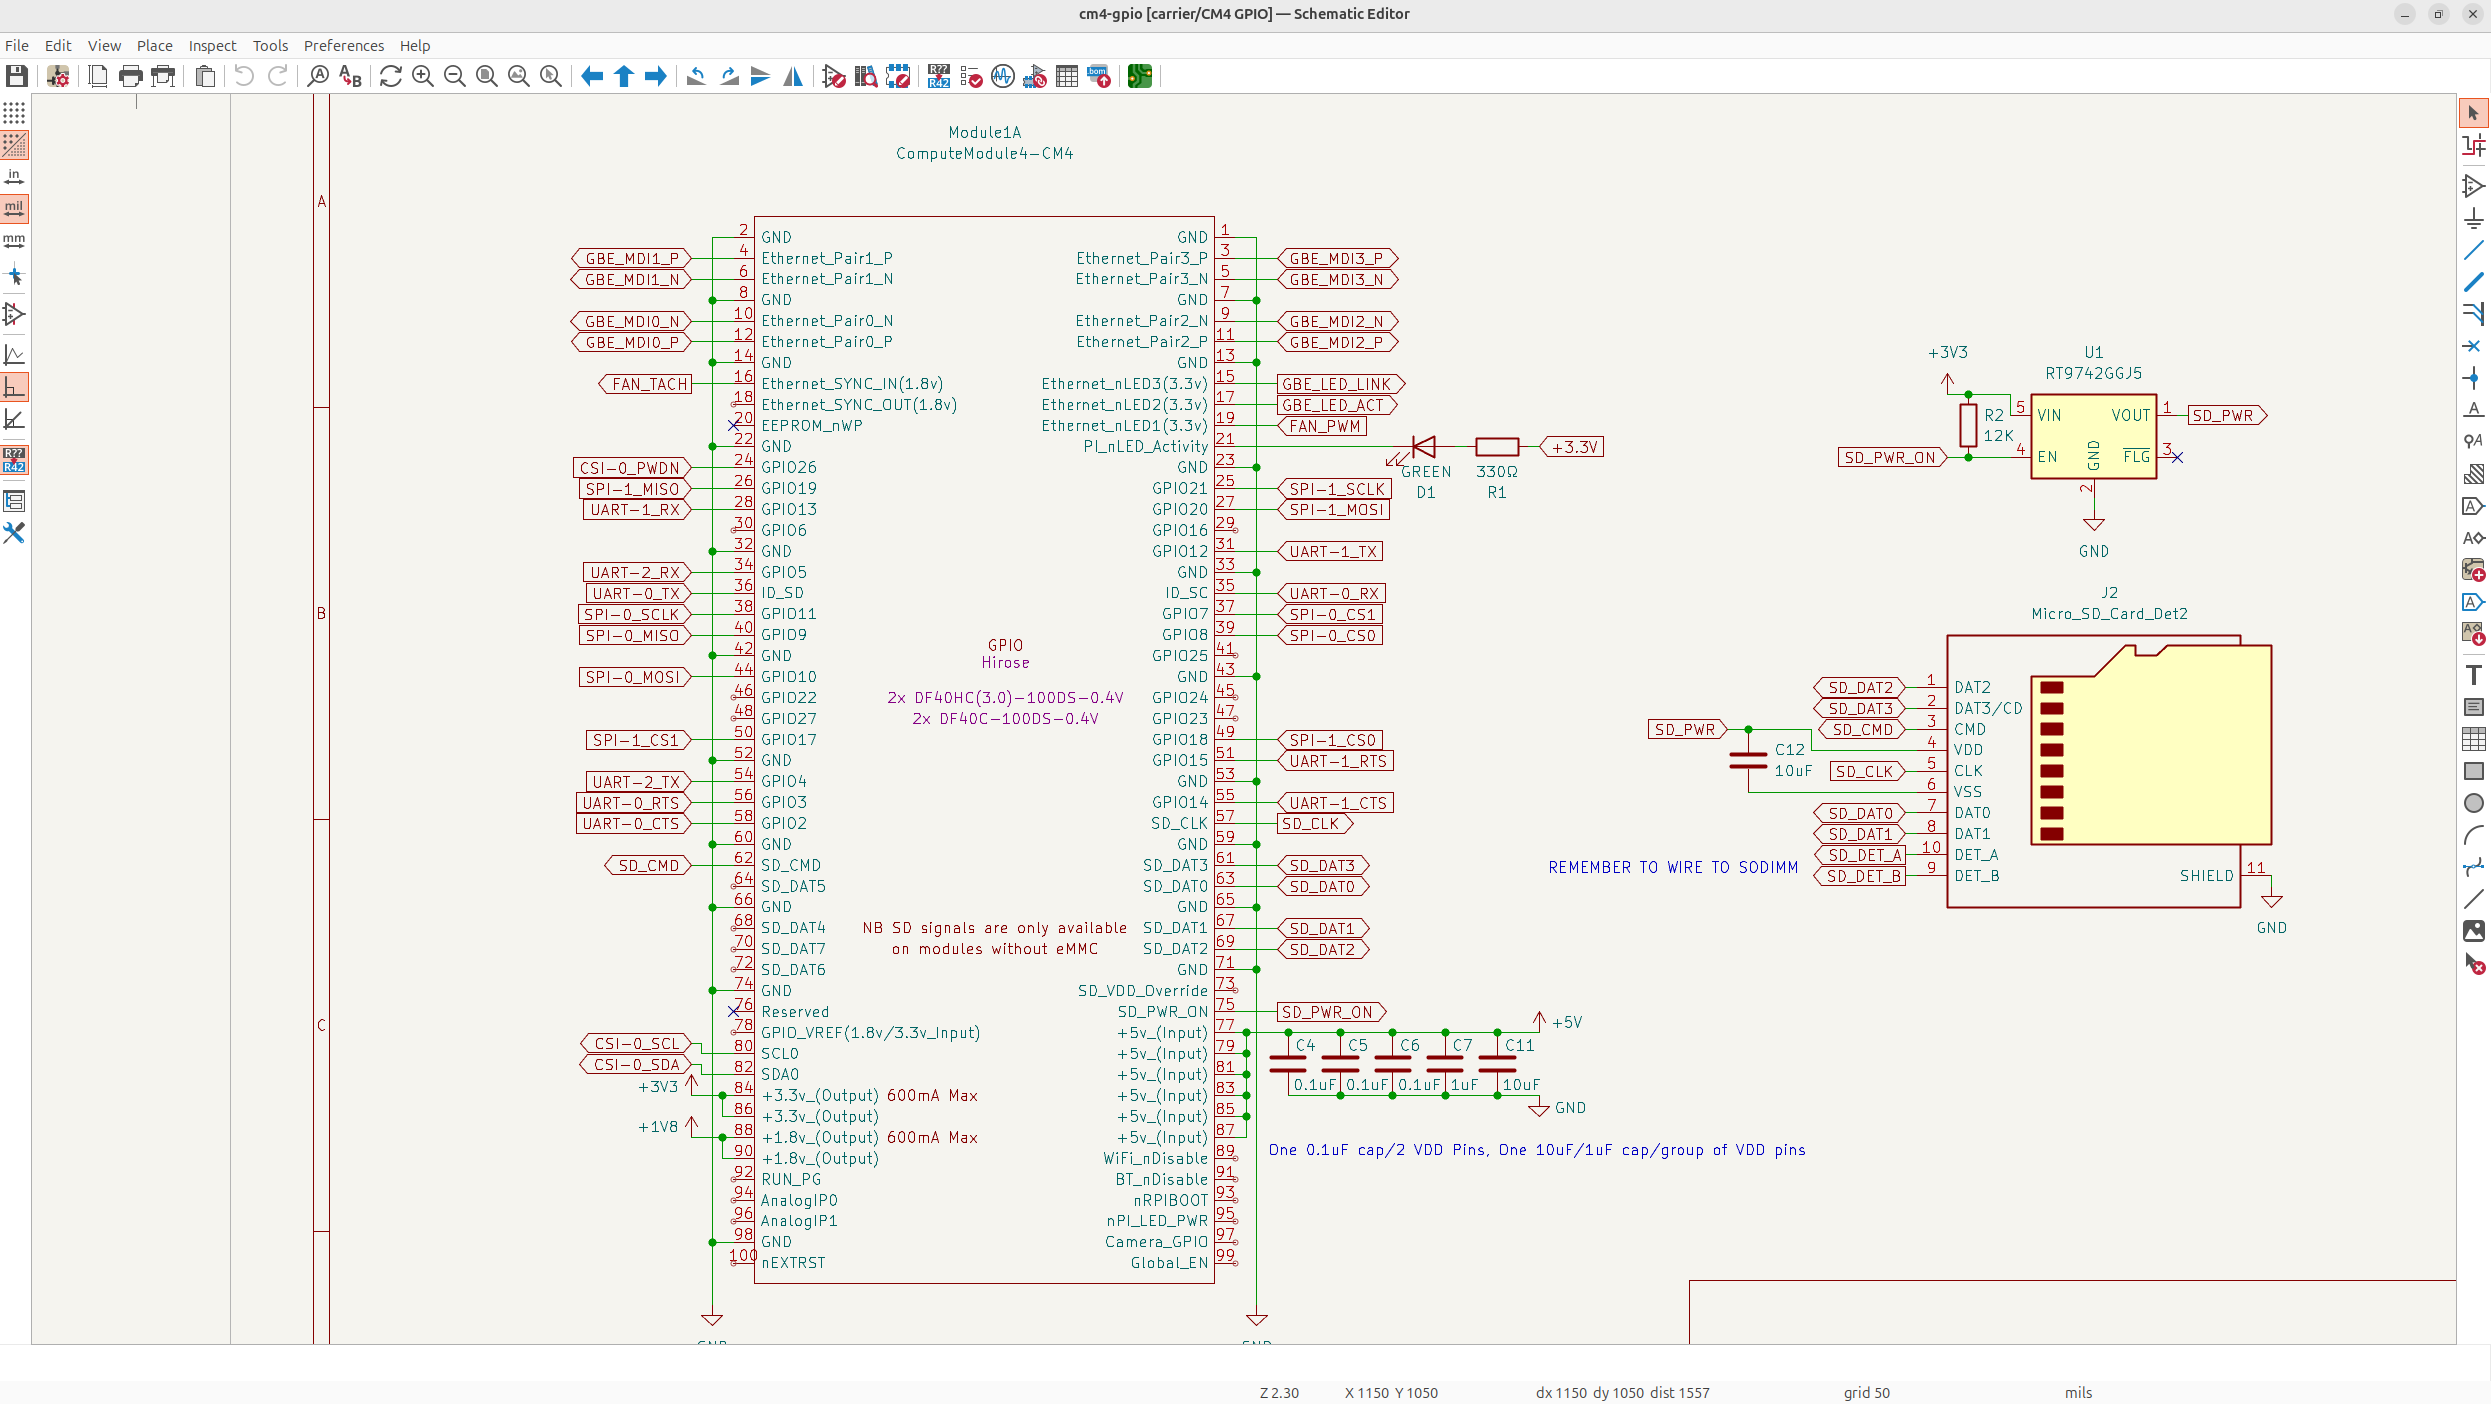 cm4-gpio [carrier/CM4 GPIO] — Schematic Editor
File Edit View Place Inspect Tools Preferences Help
in
mil
mm
R??
R42
Module1A
ComputeModule4-CM4
A
B
C
2 GND
GBE_MDI1_P 4 Ethernet_Pair1_P
GBE_MDI1_N 6 Ethernet_Pair1_N
8 GND
GBE_MDI0_N 10 Ethernet_Pair0_N
GBE_MDI0_P 12 Ethernet_Pair0_P
14 GND
FAN_TACH 16 Ethernet_SYNC_IN(1.8v)
18 Ethernet_SYNC_OUT(1.8v)
20 EEPROM_nWP
22 GND
CSI-0_PWDN 24 GPIO26
SPI-1_MISO 26 GPIO19
UART-1_RX 28 GPIO13
30 GPIO6
32 GND
UART-2_RX 34 GPIO5
UART-0_TX 36 ID_SD
SPI-0_SCLK 38 GPIO11
SPI-0_MISO 40 GPIO9
42 GND
SPI-0_MOSI 44 GPIO10
46 GPIO22
48 GPIO27
SPI-1_CS1 50 GPIO17
52 GND
UART-2_TX 54 GPIO4
UART-0_RTS 56 GPIO3
UART-0_CTS 58 GPIO2
60 GND
SD_CMD 62 SD_CMD
64 SD_DAT5
66 GND
68 SD_DAT4
70 SD_DAT7
72 SD_DAT6
74 GND
76 Reserved
78 GPIO_VREF(1.8v/3.3v_Input)
CSI-0_SCL 80 SCL0
CSI-0_SDA 82 SDA0
+3V3 84 +3.3v_(Output) 600mA Max
86 +3.3v_(Output)
+1V8 88 +1.8v_(Output) 600mA Max
90 +1.8v_(Output)
92 RUN_PG
94 AnalogIP0
96 AnalogIP1
98 GND
100 nEXTRST
GPIO
Hirose
2x DF40HC(3.0)-100DS-0.4V
2x DF40C-100DS-0.4V
NB SD signals are only available
on modules without eMMC
GND 1
Ethernet_Pair3_P 3 GBE_MDI3_P
Ethernet_Pair3_N 5 GBE_MDI3_N
GND 7
Ethernet_Pair2_N 9 GBE_MDI2_N
Ethernet_Pair2_P 11 GBE_MDI2_P
GND 13
Ethernet_nLED3(3.3v) 15 GBE_LED_LINK
Ethernet_nLED2(3.3v) 17 GBE_LED_ACT
Ethernet_nLED1(3.3v) 19 FAN_PWM
PI_nLED_Activity 21
GND 23
GPIO21 25 SPI-1_SCLK
GPIO20 27 SPI-1_MOSI
GPIO16 29
GPIO12 31 UART-1_TX
GND 33
ID_SC 35 UART-0_RX
GPIO7 37 SPI-0_CS1
GPIO8 39 SPI-0_CS0
GPIO25 41
GND 43
GPIO24 45
GPIO23 47
GPIO18 49 SPI-1_CS0
GPIO15 51 UART-1_RTS
GND 53
GPIO14 55 UART-1_CTS
SD_CLK 57 SD_CLK
GND 59
SD_DAT3 61 SD_DAT3
SD_DAT0 63 SD_DAT0
GND 65
SD_DAT1 67 SD_DAT1
SD_DAT2 69 SD_DAT2
GND 71
SD_VDD_Override 73
SD_PWR_ON 75 SD_PWR_ON
+5v_(Input) 77
+5v_(Input) 79
+5v_(Input) 81
+5v_(Input) 83
+5v_(Input) 85
+5v_(Input) 87
WiFi_nDisable 89
BT_nDisable 91
nRPIBOOT 93
nPI_LED_PWR 95
Camera_GPIO 97
Global_EN 99
GND
GND
+3.3V
GREEN
D1
330Ω
R1
+5V
C4 C5 C6 C7 C11
0.1uF 0.1uF 0.1uF 1uF 10uF
GND
One 0.1uF cap/2 VDD Pins, One 10uF/1uF cap/group of VDD pins
+3V3
U1
RT9742GGJ5
R2
12K
5 VIN VOUT 1 SD_PWR
SD_PWR_ON 4 EN GND FLG 3
2
GND
J2
Micro_SD_Card_Det2
SD_DAT2 1 DAT2
SD_DAT3 2 DAT3/CD
SD_CMD 3 CMD
SD_PWR 4 VDD
C12
10uF
SD_CLK 5 CLK
6 VSS
SD_DAT0 7 DAT0
SD_DAT1 8 DAT1
SD_DET_A 10 DET_A
SD_DET_B 9 DET_B
SHIELD 11
GND
REMEMBER TO WIRE TO SODIMM
Z 2.30 X 1150 Y 1050 dx 1150 dy 1050 dist 1557 grid 50 mils